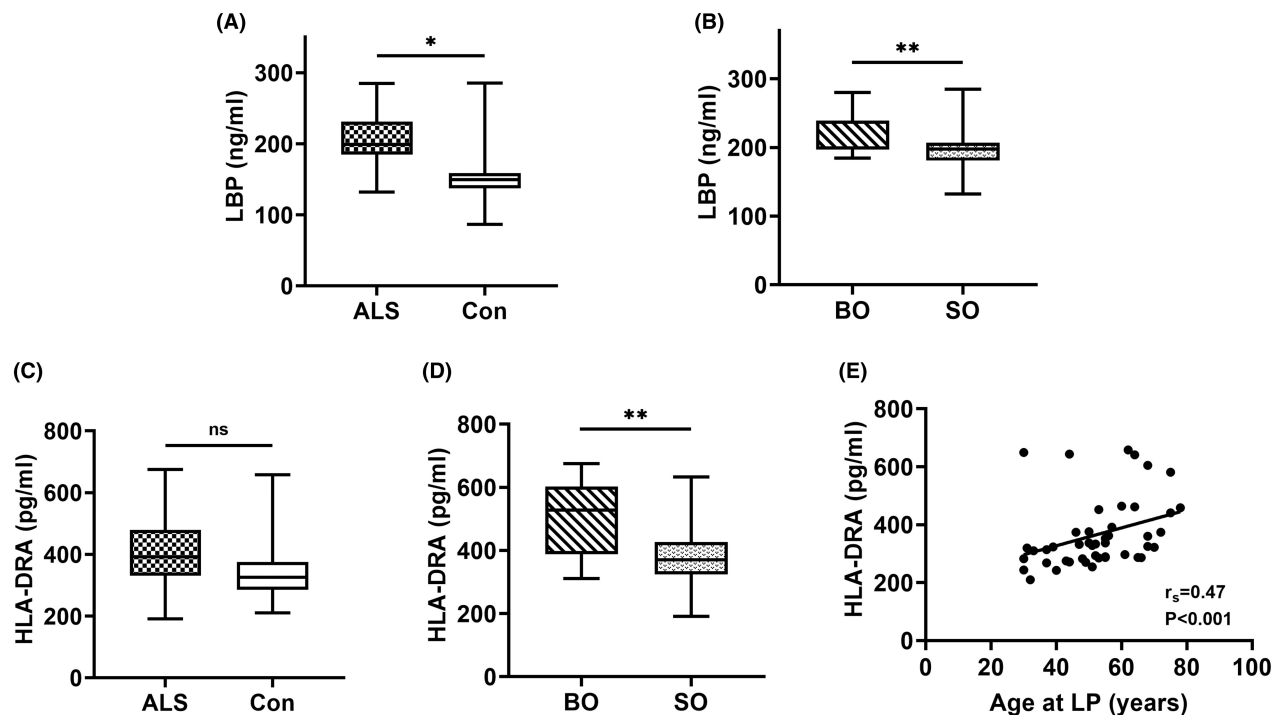 (A)
*
LBP (ng/ml)
300
200
100
0
ALS Con
(B)
**
LBP (ng/ml)
300
200
100
0
BO SO
(C)
ns
HLA-DRA (pg/ml)
800
600
400
200
0
ALS Con
(D)
**
HLA-DRA (pg/ml)
800
600
400
200
0
BO SO
(E)
HLA-DRA (pg/ml)
800
600
400
200
0
rs=0.47
P<0.001
0 20 40 60 80 100
Age at LP (years)